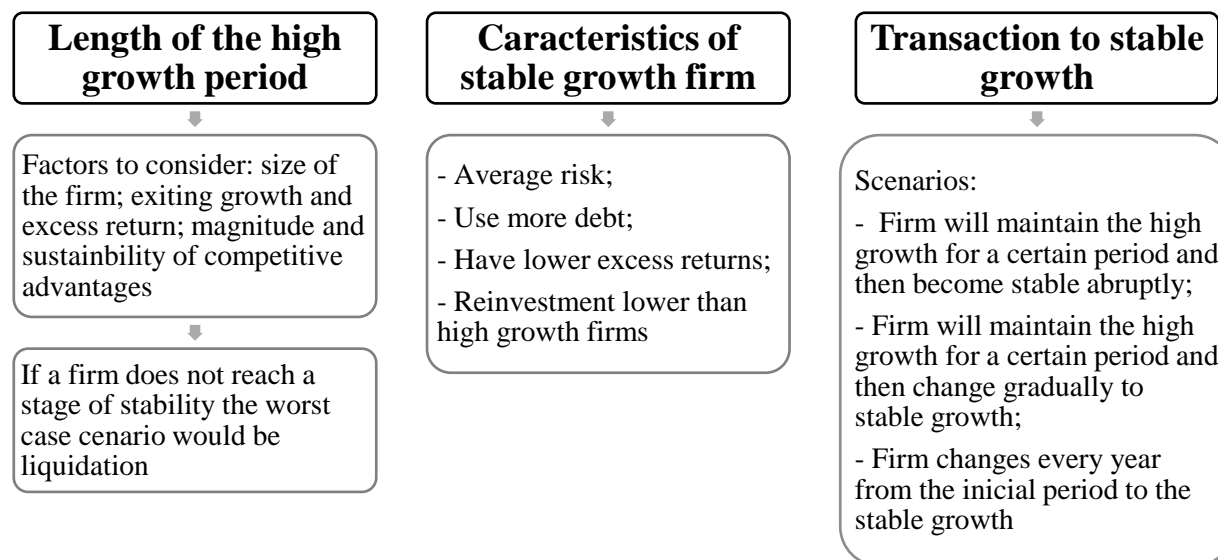 Length of the high
growth period
Factors to consider: size of
the firm; exiting growth and
excess return; magnitude and
sustainbility of competitive
advantages
If a firm does not reach a
stage of stability the worst
case cenario would be
liquidation
Caracteristics of
stable growth firm
- Average risk;
- Use more debt;
- Have lower excess returns;
- Reinvestment lower than
high growth firms
Transaction to stable
growth
Scenarios:
- Firm will maintain the high
growth for a certain period and
then become stable abruptly;
- Firm will maintain the high
growth for a certain period and
then change gradually to
stable growth;
- Firm changes every year
from the inicial period to the
stable growth